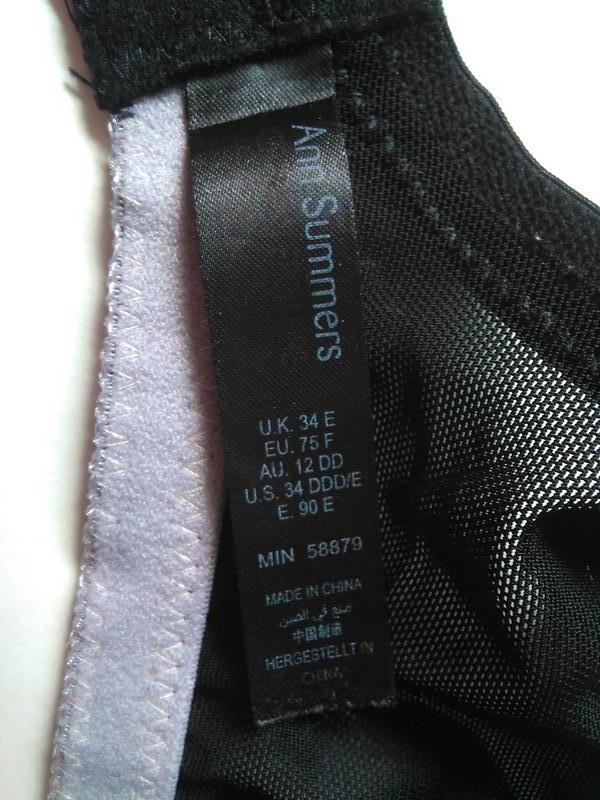 Ann Summers
U.K. 34 E
EU. 75 F
AU. 12 DD
U.S. 34 DDD/E
E. 90 E
MIN 58879
MADE IN CHINA
صنع في الصين
中国制造
HERGESTELLT IN
CHINA